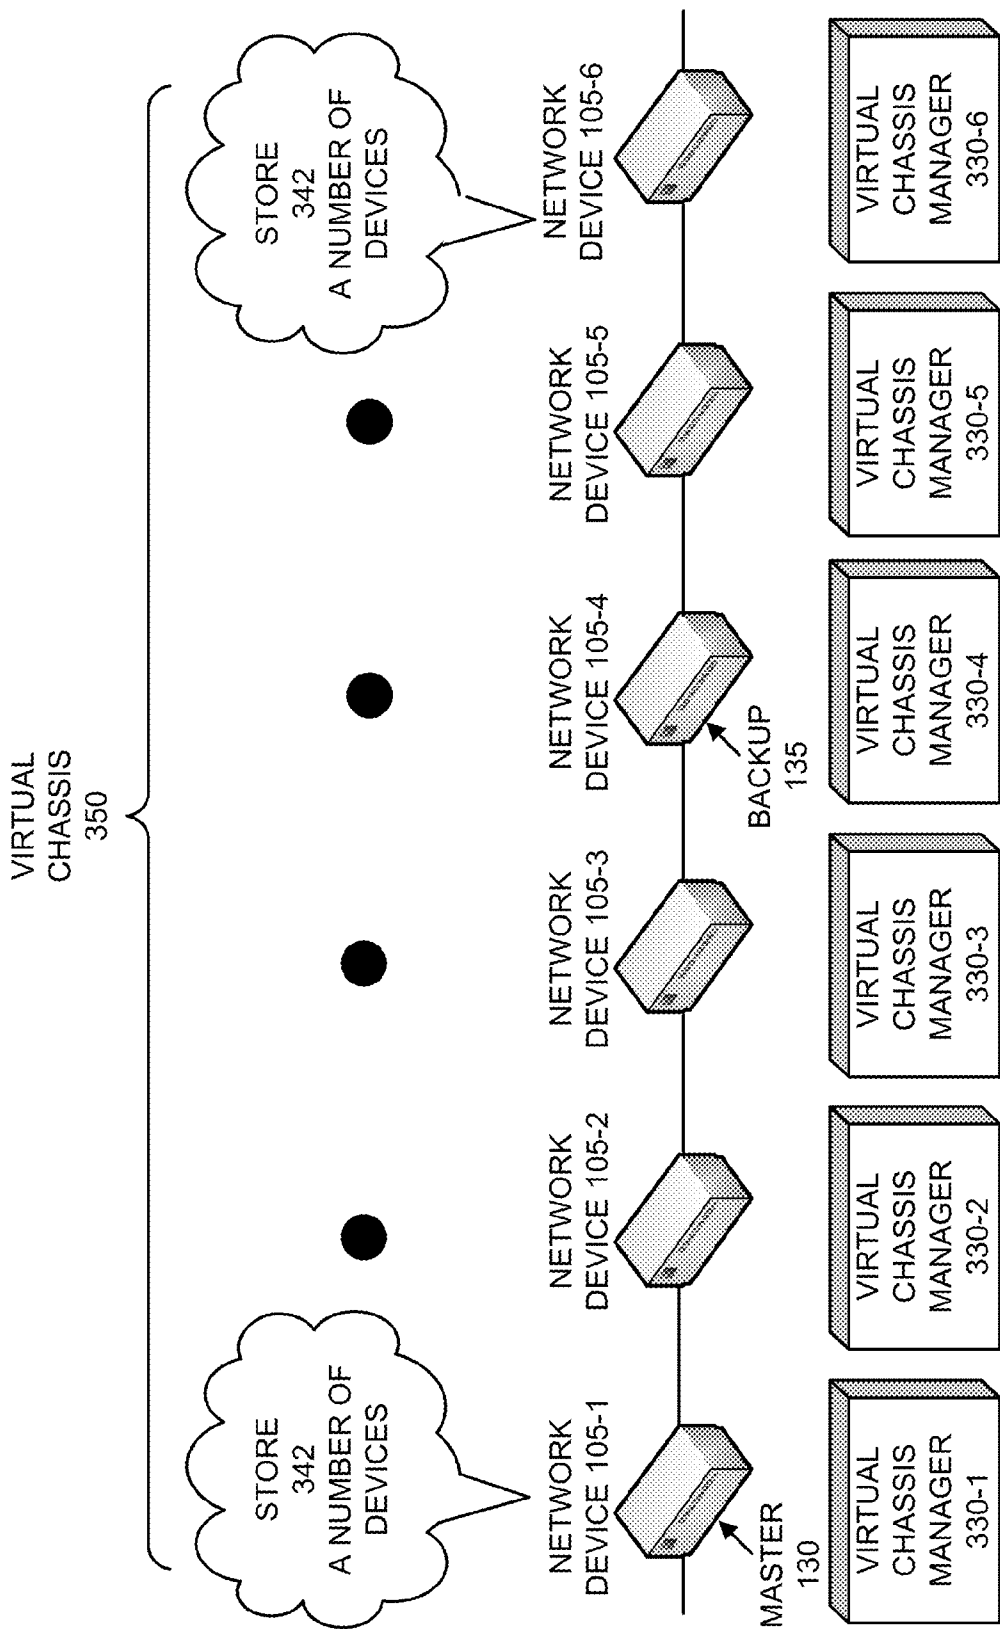 VIRTUAL
CHASSIS
350
STORE
342
A NUMBER OF
DEVICES
STORE
342
A NUMBER OF
DEVICES
NETWORK
DEVICE 105-1
NETWORK
DEVICE 105-2
NETWORK
DEVICE 105-3
NETWORK
DEVICE 105-4
NETWORK
DEVICE 105-5
NETWORK
DEVICE 105-6
MASTER
130
BACKUP
135
VIRTUAL
CHASSIS
MANAGER
330-1
VIRTUAL
CHASSIS
MANAGER
330-2
VIRTUAL
CHASSIS
MANAGER
330-3
VIRTUAL
CHASSIS
MANAGER
330-4
VIRTUAL
CHASSIS
MANAGER
330-5
VIRTUAL
CHASSIS
MANAGER
330-6